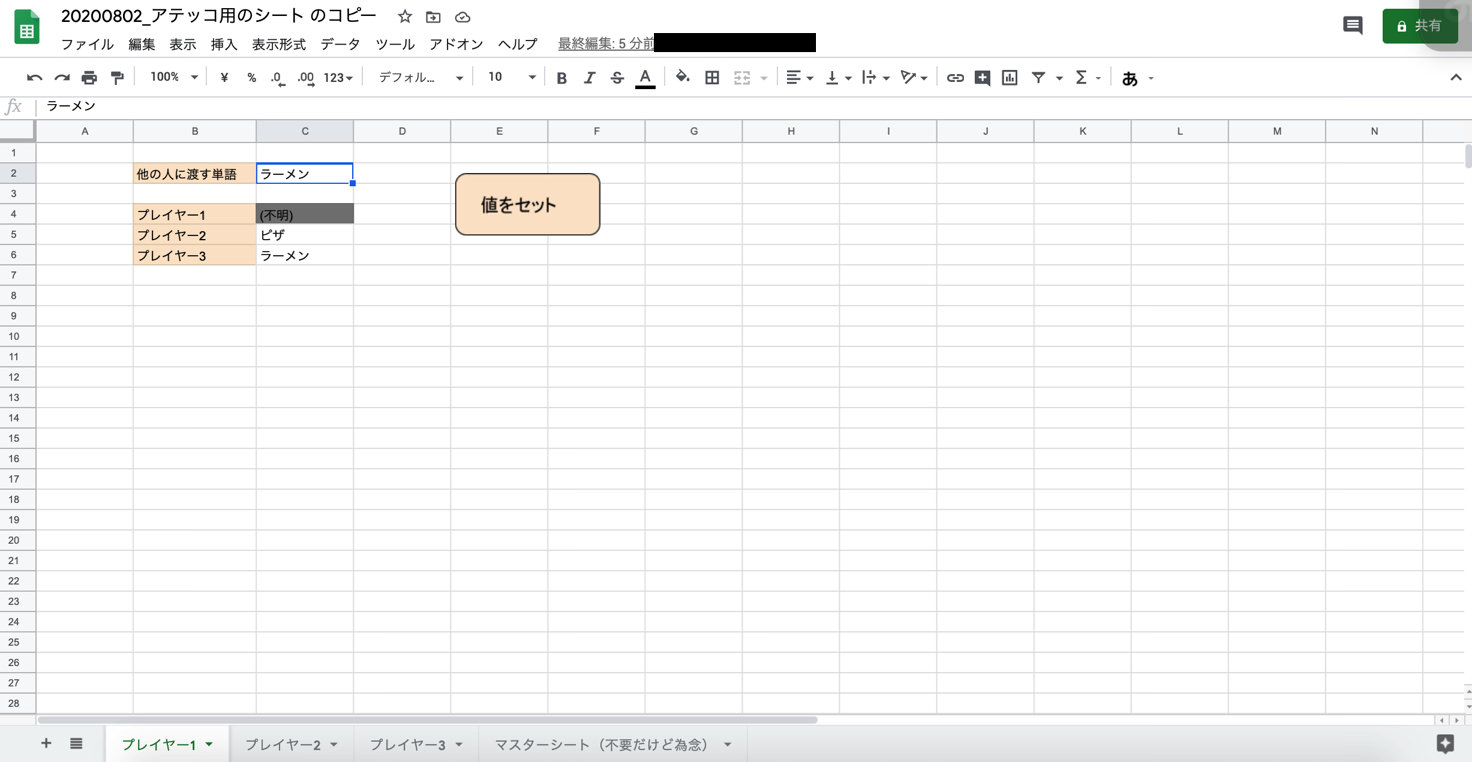 20200802_アテッコ用のシート のコピー
ファイル 編集 表示 挿入 表示形式 データ ツール アドオン ヘルプ 最終編集: 5 分前
共有
100% ¥ % .0 .00 123 デフォル... 10 B I S A Σ あ
fx ラーメン
A B C D E F G H I J K L M N
1
2 他の人に渡す単語 ラーメン
3
値をセット
4 プレイヤー1 (不明)
5 プレイヤー2 ピザ
6 プレイヤー3 ラーメン
7
8
9
10
11
12
13
14
15
16
17
18
19
20
21
22
23
24
25
26
27
28
プレイヤー1 プレイヤー2 プレイヤー3 マスターシート（不要だけど為念）